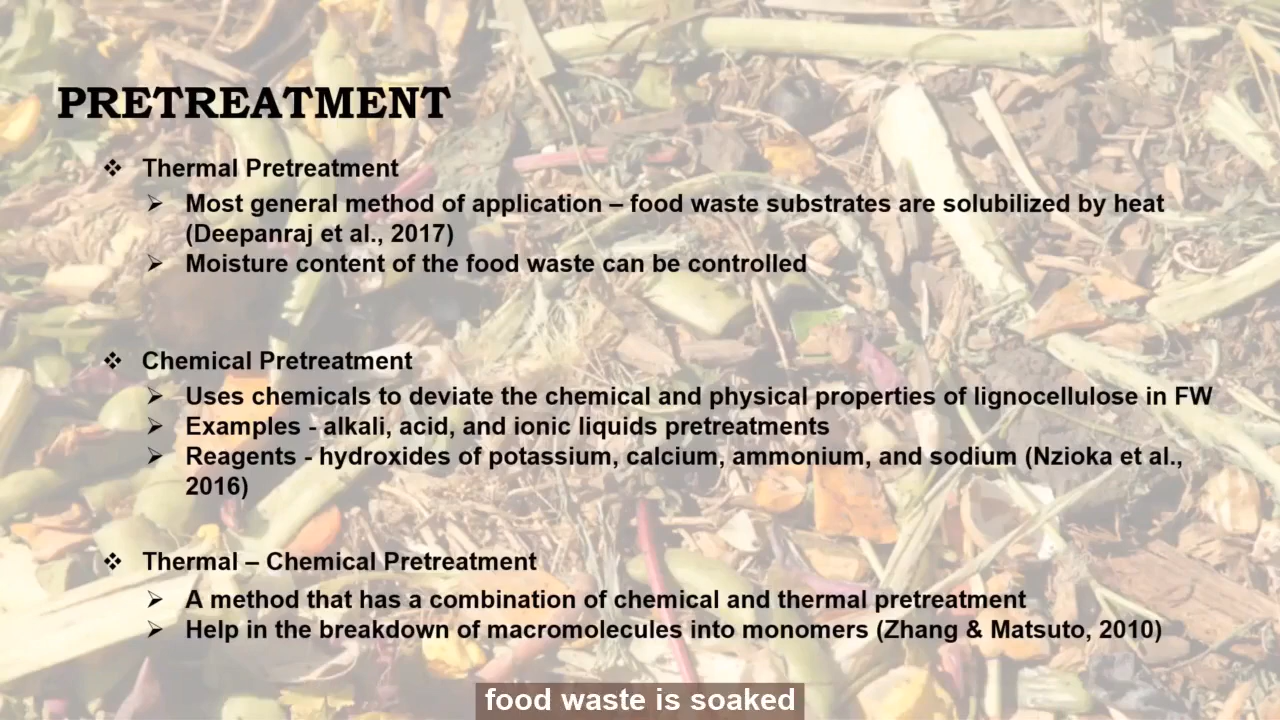 PRETREATMENT
❖ Thermal Pretreatment
➢ Most general method of application – food waste substrates are solubilized by heat
(Deepanraj et al., 2017)
➢ Moisture content of the food waste can be controlled
❖ Chemical Pretreatment
➢ Uses chemicals to deviate the chemical and physical properties of lignocellulose in FW
➢ Examples - alkali, acid, and ionic liquids pretreatments
➢ Reagents - hydroxides of potassium, calcium, ammonium, and sodium (Nzioka et al.,
2016)
❖ Thermal – Chemical Pretreatment
➢ A method that has a combination of chemical and thermal pretreatment
➢ Help in the breakdown of macromolecules into monomers (Zhang & Matsuto, 2010)
food waste is soaked